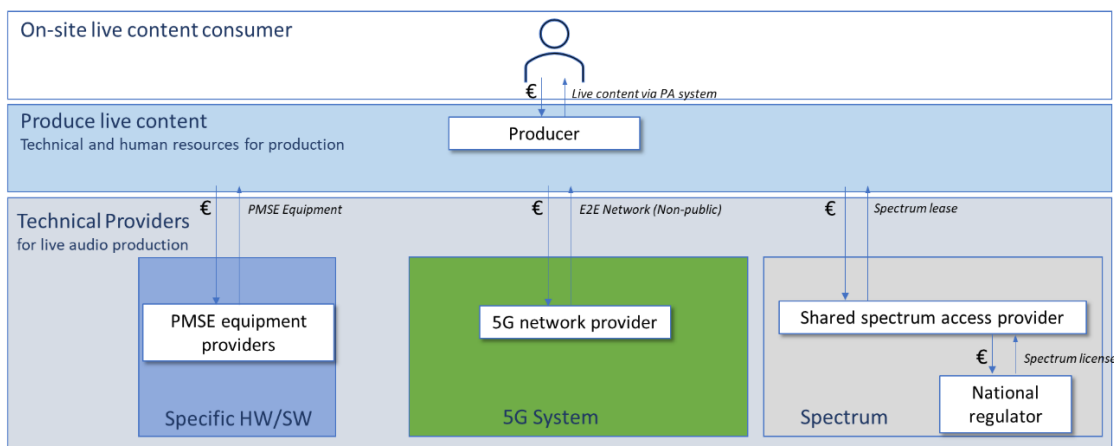 On-site live content consumer
€
Live content via PA system
Produce live content
Technical and human resources for production
Producer
€
PMSE Equipment
€
E2E Network (Non-public)
€
Spectrum lease
Technical Providers
for live audio production
PMSE equipment
providers
5G network provider
Shared spectrum access provider
€
Spectrum license
National
regulator
Specific HW/SW
5G System
Spectrum